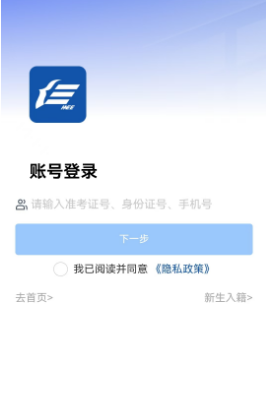 账号登录
请输入准考证号、身份证号、手机号
下一步
我已阅读并同意 《隐私政策》
去首页> 新生入籍>